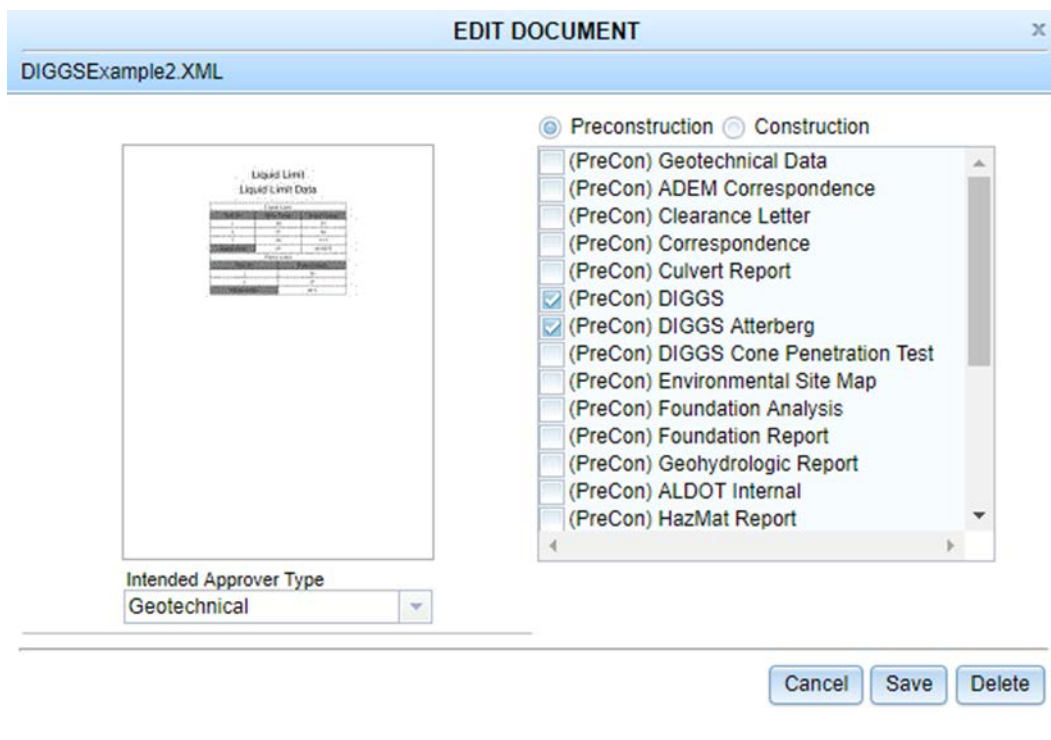 EDIT DOCUMENT
x
DIGGSExample2.XML
Liquid Limit
Liquid Limit Data
Intended Approver Type
Geotechnical
Preconstruction Construction
(PreCon) Geotechnical Data
(PreCon) ADEM Correspondence
(PreCon) Clearance Letter
(PreCon) Correspondence
(PreCon) Culvert Report
(PreCon) DIGGS
(PreCon) DIGGS Atterberg
(PreCon) DIGGS Cone Penetration Test
(PreCon) Environmental Site Map
(PreCon) Foundation Analysis
(PreCon) Foundation Report
(PreCon) Geohydrologic Report
(PreCon) ALDOT Internal
(PreCon) HazMat Report
Cancel Save Delete